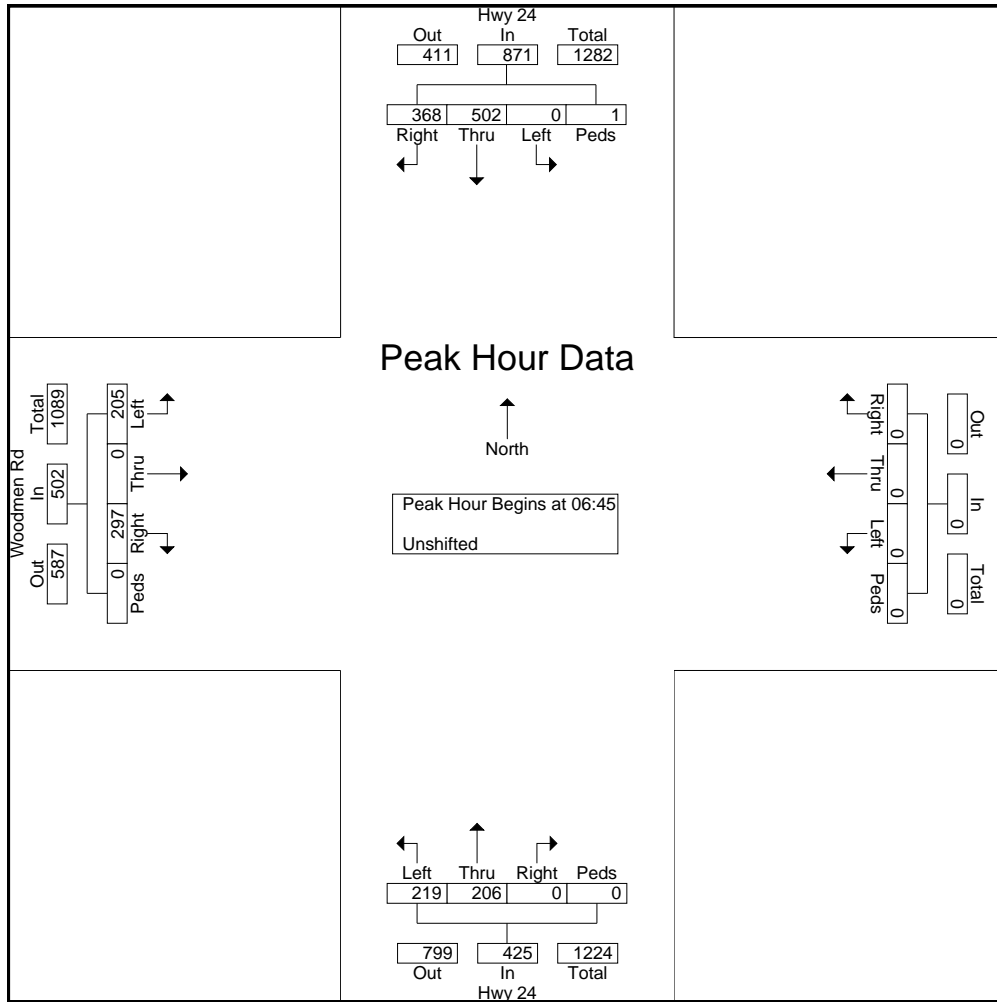 Hwy 24
Out In Total
411 871 1282
368 502 0 1
Right Thru Left Peds
Peak Hour Data
North
Peak Hour Begins at 06:45
Unshifted
Woodmen Rd
Total In Out
1089 502 587
205 0 297 0
Left Thru Right Peds
Out In Total
0 0 0
0 0 0 0
Right Thru Left Peds
Left Thru Right Peds
219 206 0 0
799 425 1224
Out In Total
Hwy 24